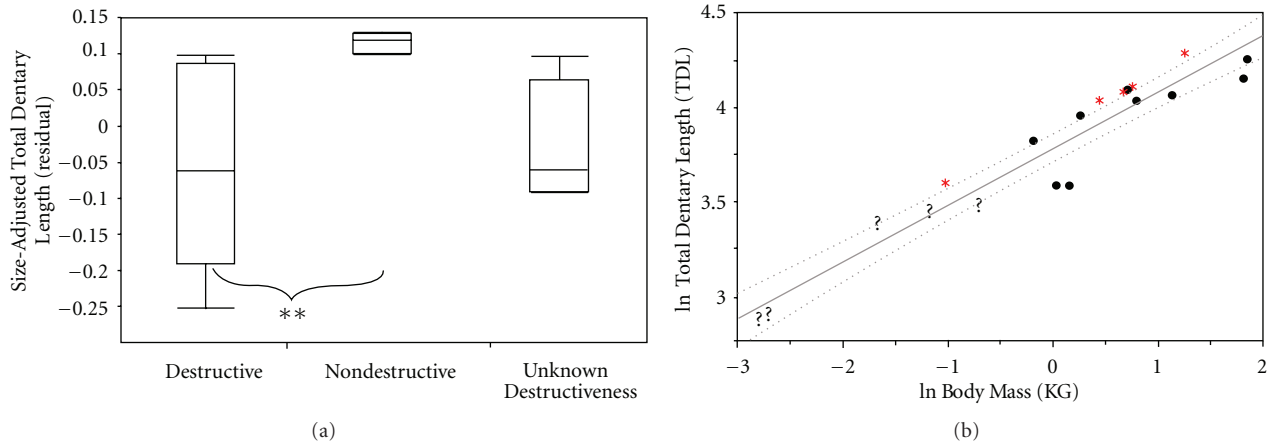 Size-Adjusted Total Dentary
Length (residual)
0.15
0.1
0.05
0
−0.05
−0.1
−0.15
−0.2
−0.25
**
Destructive
Nondestructive
Unknown
Destructiveness
(a)
ln Total Dentary Length (TDL)
4.5
4
3.5
3
* * * * *
? ? ? ? ?
−3 −2 −1 0 1 2
ln Body Mass (KG)
(b)